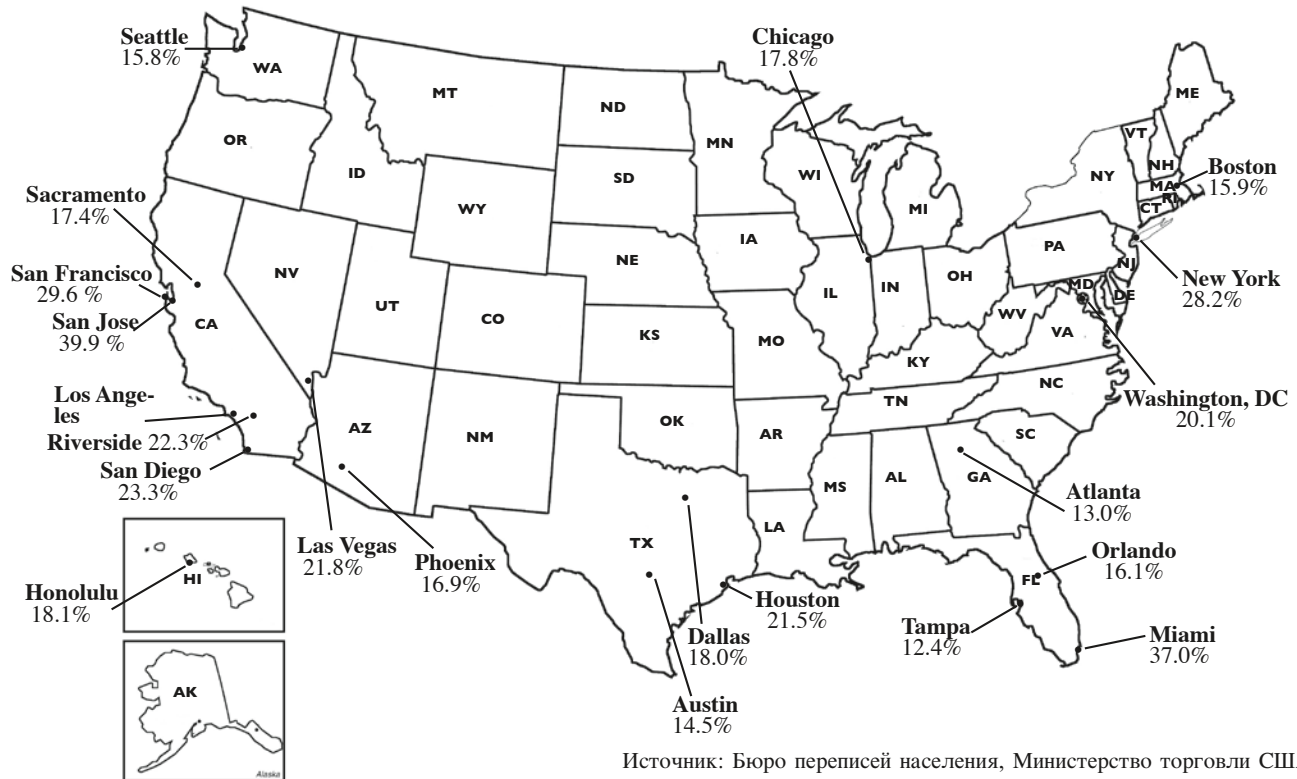 Seattle
15.8%
Chicago
17.8%
WA
MT
ND
MN
ME
VT
NH
OR
ID
SD
WI
MI
NY
MA
RI
CT
Boston
15.9%
Sacramento
17.4%
WY
IA
PA
NJ
New York
28.2%
San Francisco
29.6 %
San Jose
39.9 %
NV
UT
NE
OH
IL
IN
MD
DE
CA
CO
WV
VA
KS
MO
KY
Washington, DC
20.1%
Los Ange-
les
Riverside 22.3%
San Diego
23.3%
AZ
NM
OK
AR
TN
NC
SC
MS
AL
GA
Atlanta
13.0%
LA
TX
Las Vegas
21.8%
Phoenix
16.9%
HI
Honolulu
18.1%
Houston
21.5%
Dallas
18.0%
Austin
14.5%
FL
Orlando
16.1%
Tampa
12.4%
Miami
37.0%
AK
Alaska
Источник: Бюро переписей населения, Министерство торговли США